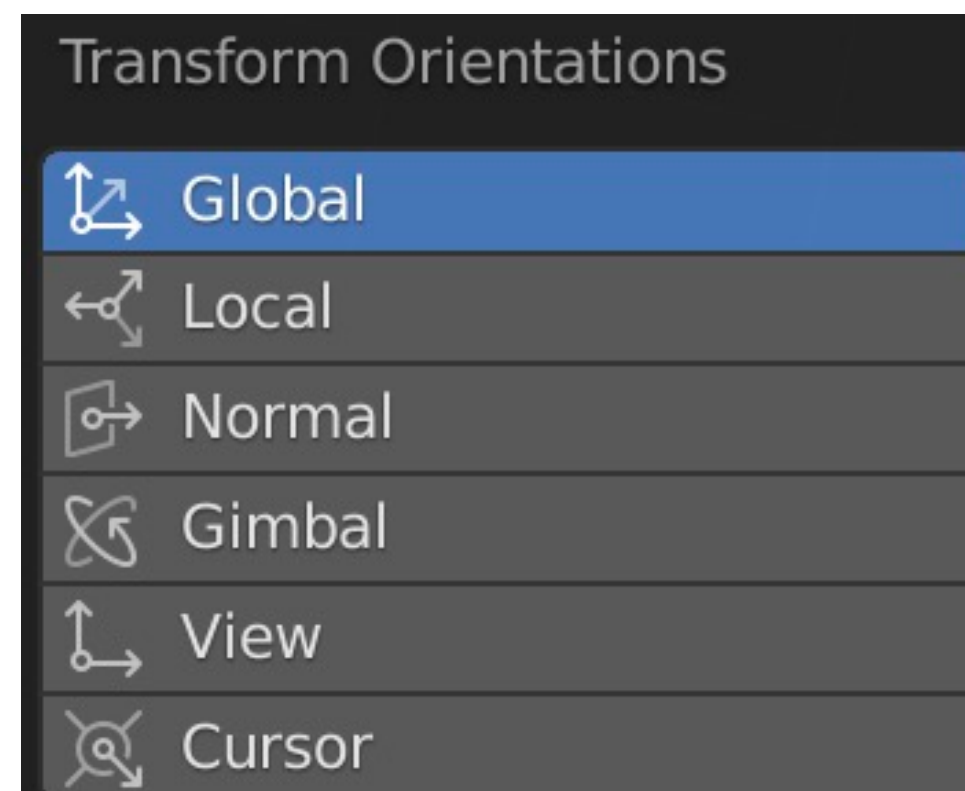 Transform Orientations
Global
Local
Normal
Gimbal
View
Cursor